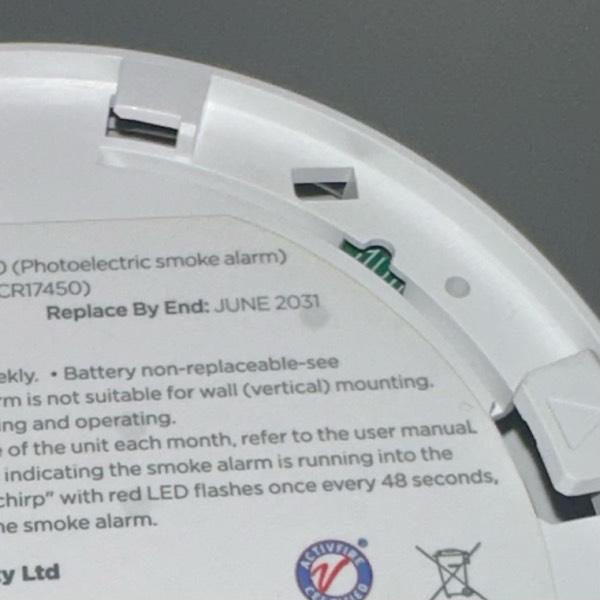 (Photoelectric smoke alarm)
CR17450)
Replace By End: JUNE 2031
ekly. • Battery non-replaceable-see
rm is not suitable for wall (vertical) mounting.
ing and operating.
of the unit each month, refer to the user manual.
indicating the smoke alarm is running into the
chirp" with red LED flashes once every 48 seconds,
he smoke alarm.
ty Ltd
ACTIVFIRE
CERTIFIED